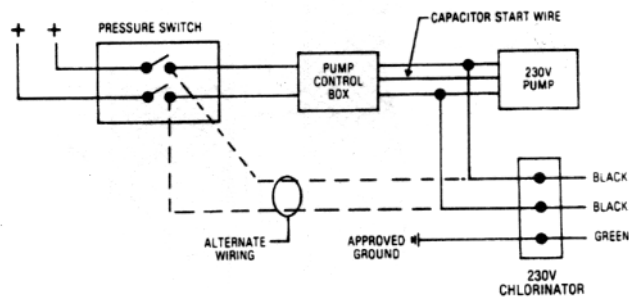 + +
PRESSURE SWITCH
CAPACITOR START WIRE
PUMP
CONTROL
BOX
230V
PUMP
BLACK
BLACK
GREEN
ALTERNATE
WIRING
APPROVED
GROUND
230V
CHLORINATOR